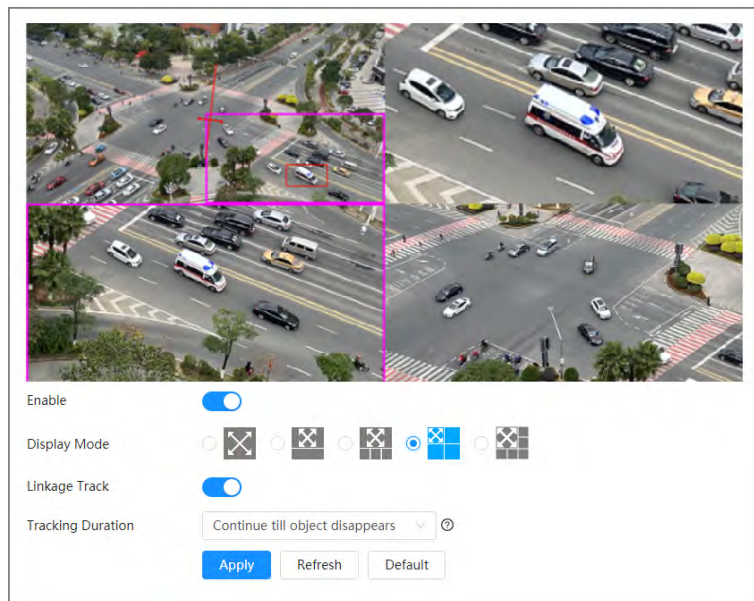 Enable
Display Mode
Linkage Track
Tracking Duration Continue till object disappears ?
Apply Refresh Default